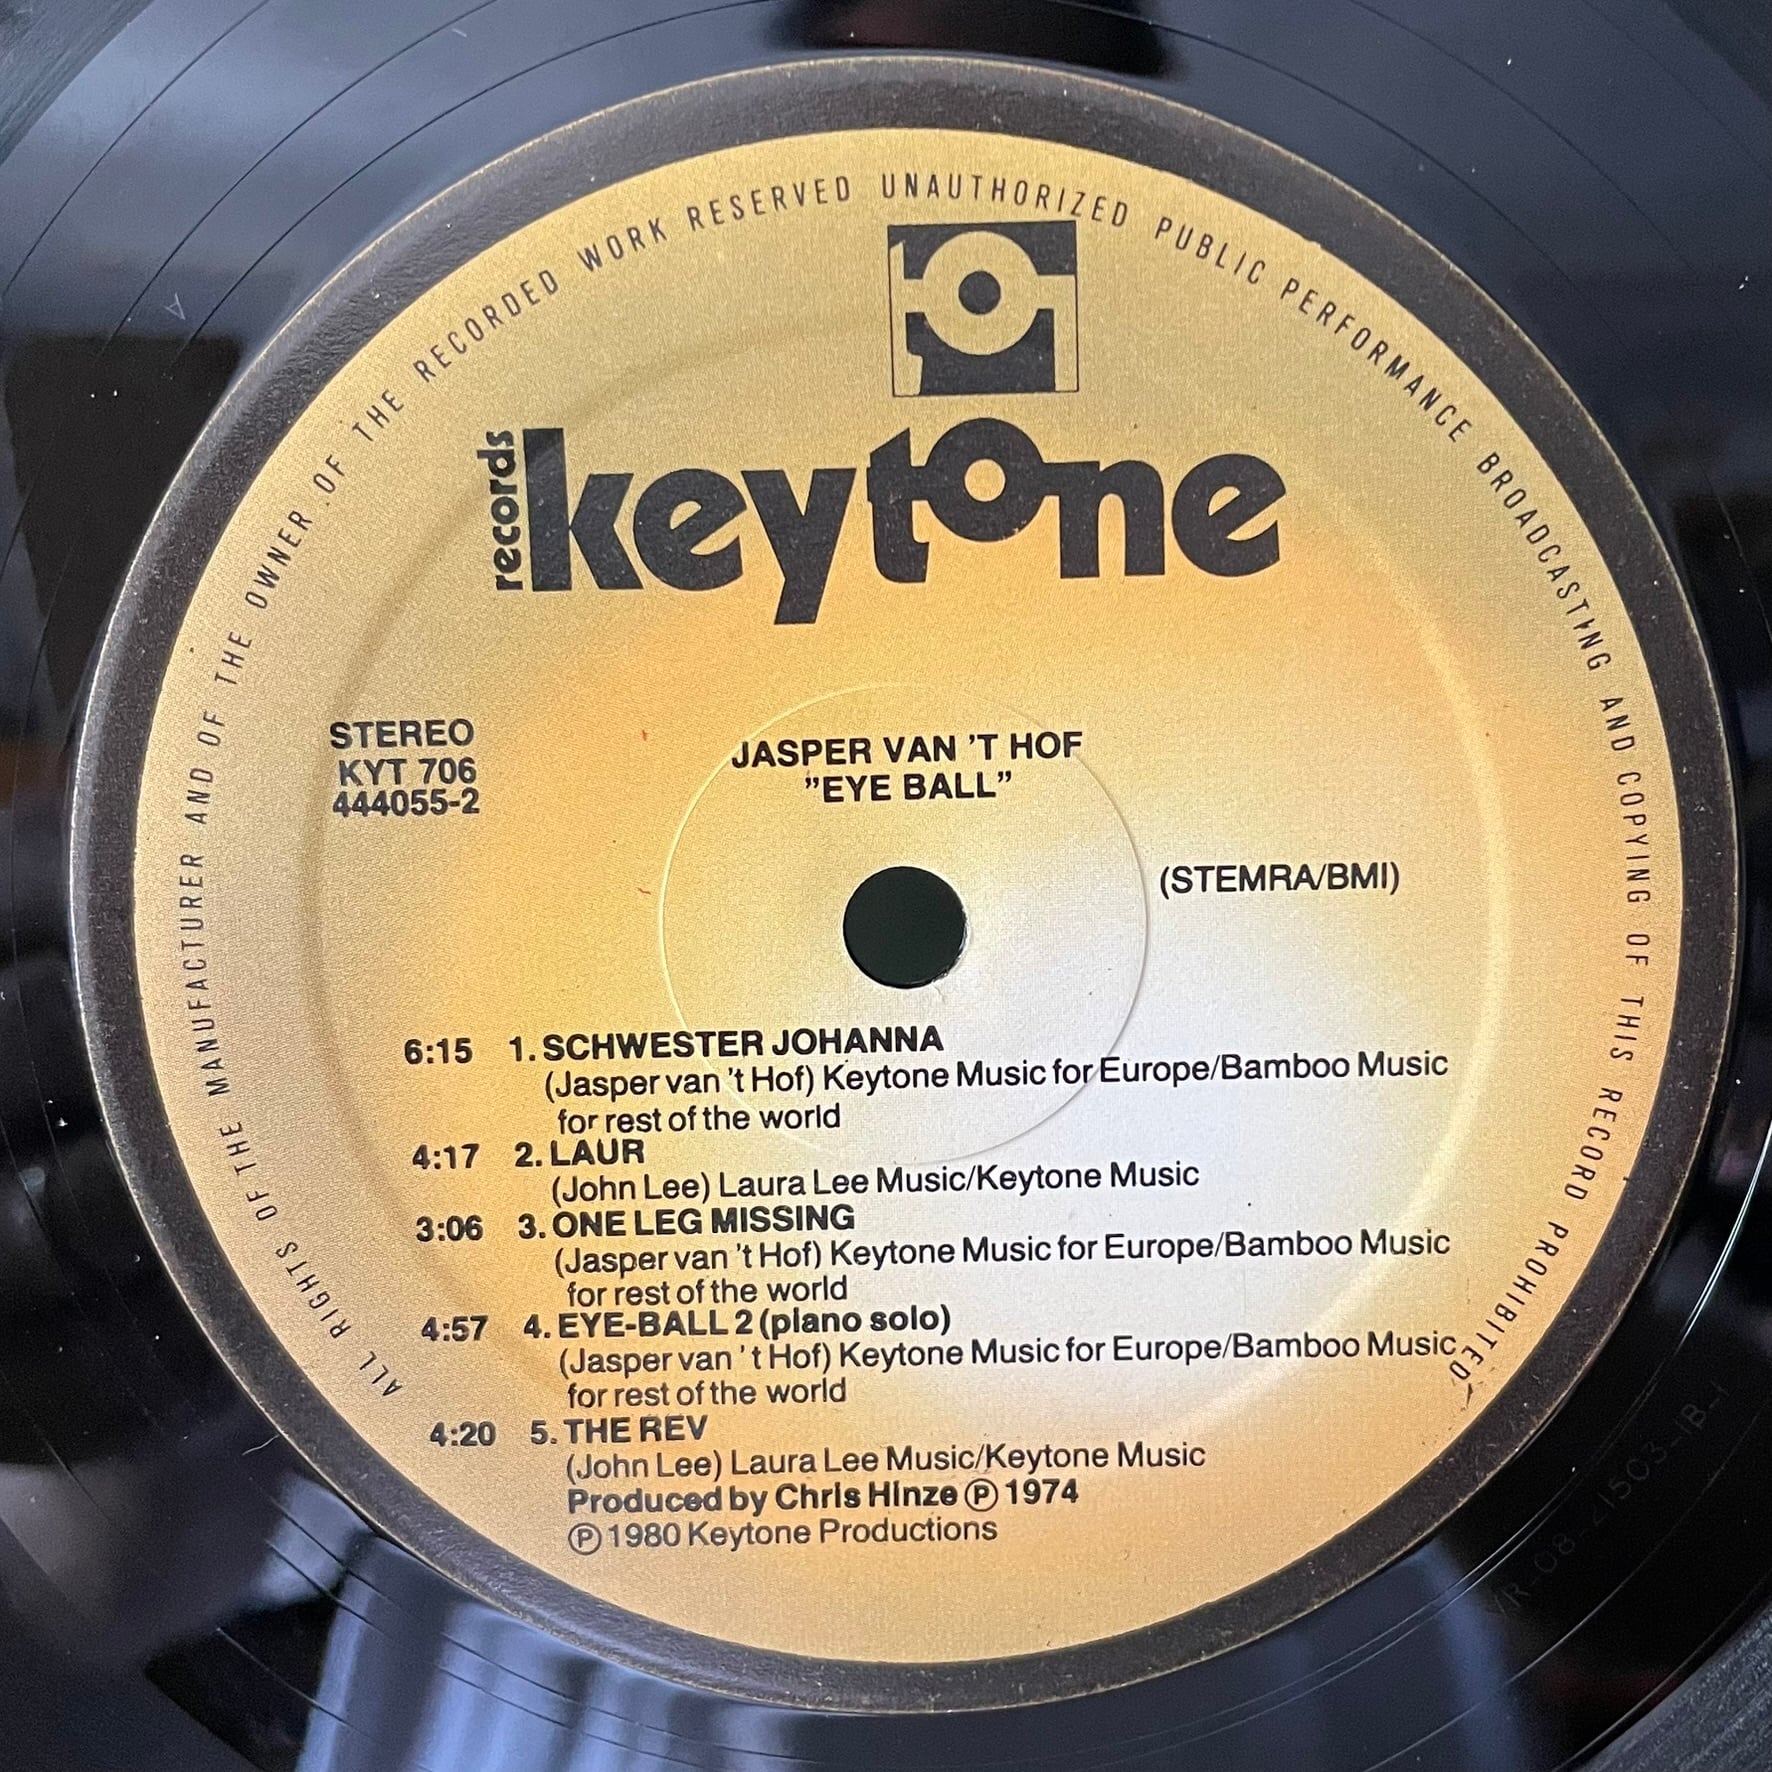 ALL RIGHTS OF THE MANUFACTURER AND OF THE OWNER OF THE RECORDED WORK RESERVED UNAUTHORIZED PUBLIC PERFORMANCE BROADCASTING AND COPYING OF THIS RECORD PROHIBITED
records
keytone
STEREO
KYT 706
444055-2
JASPER VAN 'T HOF
"EYE BALL"
(STEMRA/BMI)
6:15 1. SCHWESTER JOHANNA
(Jasper van 't Hof) Keytone Music for Europe/Bamboo Music
for rest of the world
4:17 2. LAUR
(John Lee) Laura Lee Music/Keytone Music
3:06 3. ONE LEG MISSING
(Jasper van 't Hof) Keytone Music for Europe/Bamboo Music
for rest of the world
4:57 4. EYE-BALL 2 (piano solo)
(Jasper van 't Hof) Keytone Music for Europe/Bamboo Music
for rest of the world
4:20 5. THE REV
(John Lee) Laura Lee Music/Keytone Music
Produced by Chris Hinze Ⓟ 1974
Ⓟ 1980 Keytone Productions